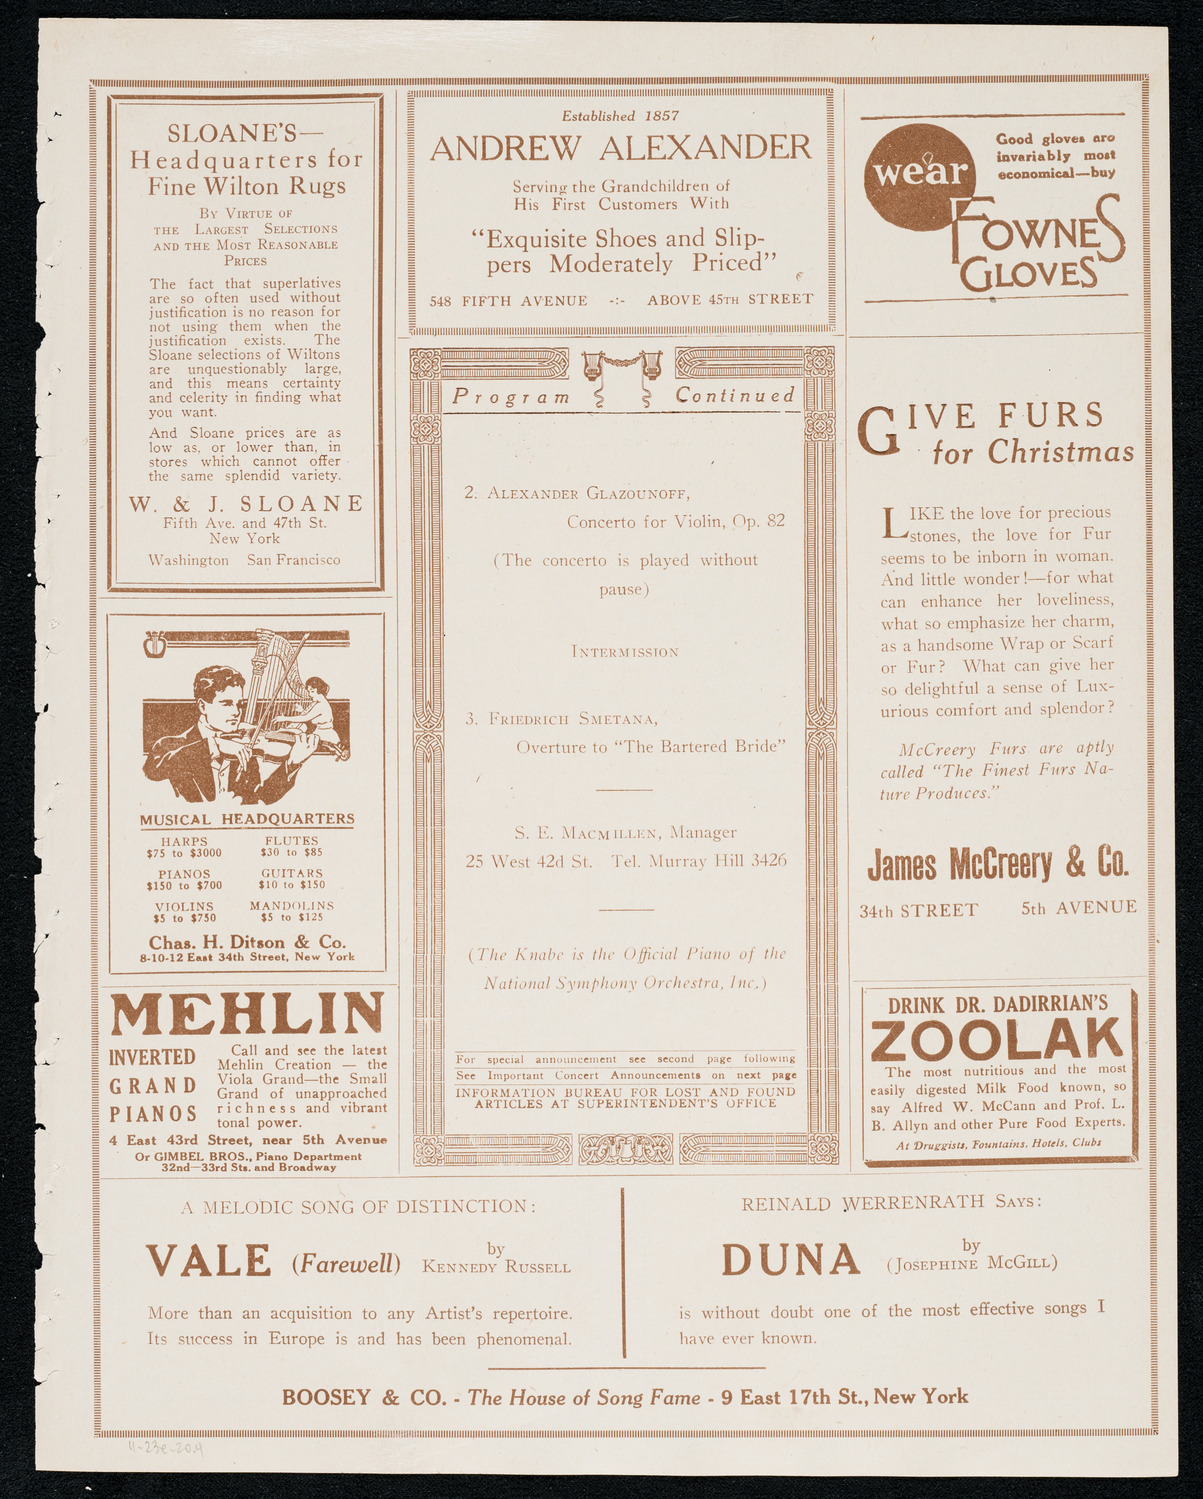 SLOANE'S—
Headquarters for
Fine Wilton Rugs
BY VIRTUE OF
THE LARGEST SELECTIONS
AND THE MOST REASONABLE
PRICES
The fact that superlatives
are so often used without
justification is no reason for
not using them when the
justification exists. The
Sloane selections of Wiltons
are unquestionably large,
and this means certainty
and celerity in finding what
you want.
And Sloane prices are as
low as, or lower than, in
stores which cannot offer
the same splendid variety.
W. & J. SLOANE
Fifth Ave. and 47th St.
New York
Washington San Francisco
MUSICAL HEADQUARTERS
HARPS FLUTES
$75 to $3000 $30 to $85
PIANOS GUITARS
$150 to $700 $10 to $150
VIOLINS MANDOLINS
$5 to $750 $5 to $125
Chas. H. Ditson & Co.
8-10-12 East 34th Street, New York
MEHLIN
INVERTED
GRAND
PIANOS
Call and see the latest
Mehlin Creation — the
Viola Grand—the Small
Grand of unapproached
richness and vibrant
tonal power.
4 East 43rd Street, near 5th Avenue
Or GIMBEL BROS., Piano Department
32nd—33rd Sts. and Broadway
Established 1857
ANDREW ALEXANDER
Serving the Grandchildren of
His First Customers With
"Exquisite Shoes and Slip-
pers Moderately Priced"
548 FIFTH AVENUE -:- ABOVE 45TH STREET
Program Continued
2. ALEXANDER GLAZOUNOFF,
Concerto for Violin, Op. 82
(The concerto is played without
pause)
INTERMISSION
3. FRIEDRICH SMETANA,
Overture to "The Bartered Bride"
S. E. MACMILLEN, Manager
25 West 42d St. Tel. Murray Hill 3426
(The Knabe is the Official Piano of the
National Symphony Orchestra, Inc.)
For special announcement see second page following
See Important Concert Announcements on next page
INFORMATION BUREAU FOR LOST AND FOUND
ARTICLES AT SUPERINTENDENT'S OFFICE
wear
Good gloves are
invariably most
economical—buy
FOWNES
GLOVES
GIVE FURS
for Christmas
LIKE the love for precious
stones, the love for Fur
seems to be inborn in woman.
And little wonder!—for what
can enhance her loveliness,
what so emphasize her charm,
as a handsome Wrap or Scarf
or Fur? What can give her
so delightful a sense of Lux-
urious comfort and splendor?
McCreery Furs are aptly
called "The Finest Furs Na-
ture Produces."
James McCreery & Co.
34th STREET 5th AVENUE
DRINK DR. DADIRRIAN'S
ZOOLAK
The most nutritious and the most
easily digested Milk Food known, so
say Alfred W. McCann and Prof. L.
B. Allyn and other Pure Food Experts.
At Druggists, Fountains, Hotels, Clubs
A MELODIC SONG OF DISTINCTION:
VALE (Farewell) by KENNEDY RUSSELL
More than an acquisition to any Artist's repertoire.
Its success in Europe is and has been phenomenal.
REINALD WERRENRATH SAYS:
DUNA by (JOSEPHINE MCGILL)
is without doubt one of the most effective songs I
have ever known.
BOOSEY & CO. - The House of Song Fame - 9 East 17th St., New York